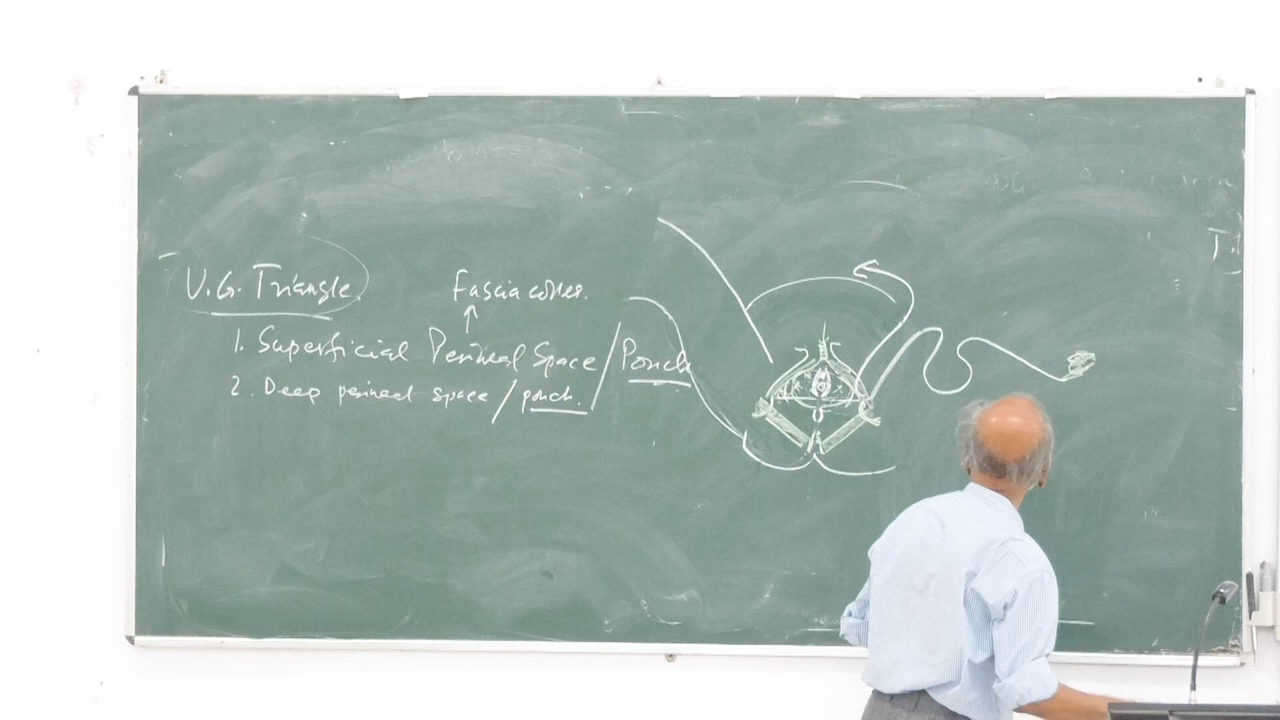 U.G. Triangle
Fascia colles.
1. Superficial Perineal Space / Pouch
2. Deep perineal space / pouch.